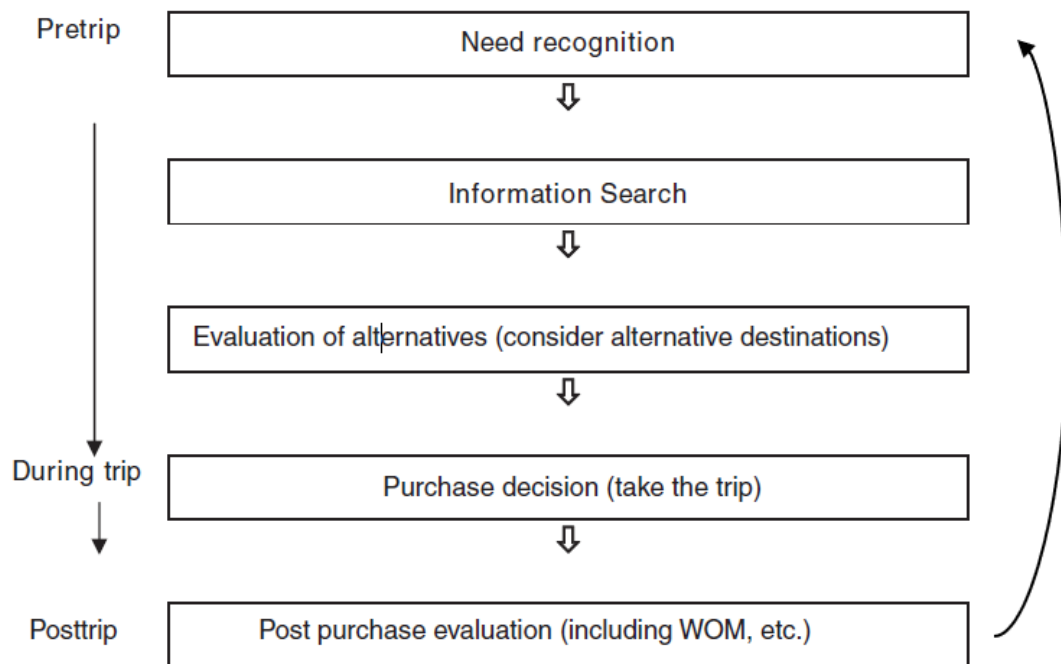 Pretrip
Need recognition
Information Search
Evaluation of alternatives (consider alternative destinations)
During trip
Purchase decision (take the trip)
Posttrip
Post purchase evaluation (including WOM, etc.)